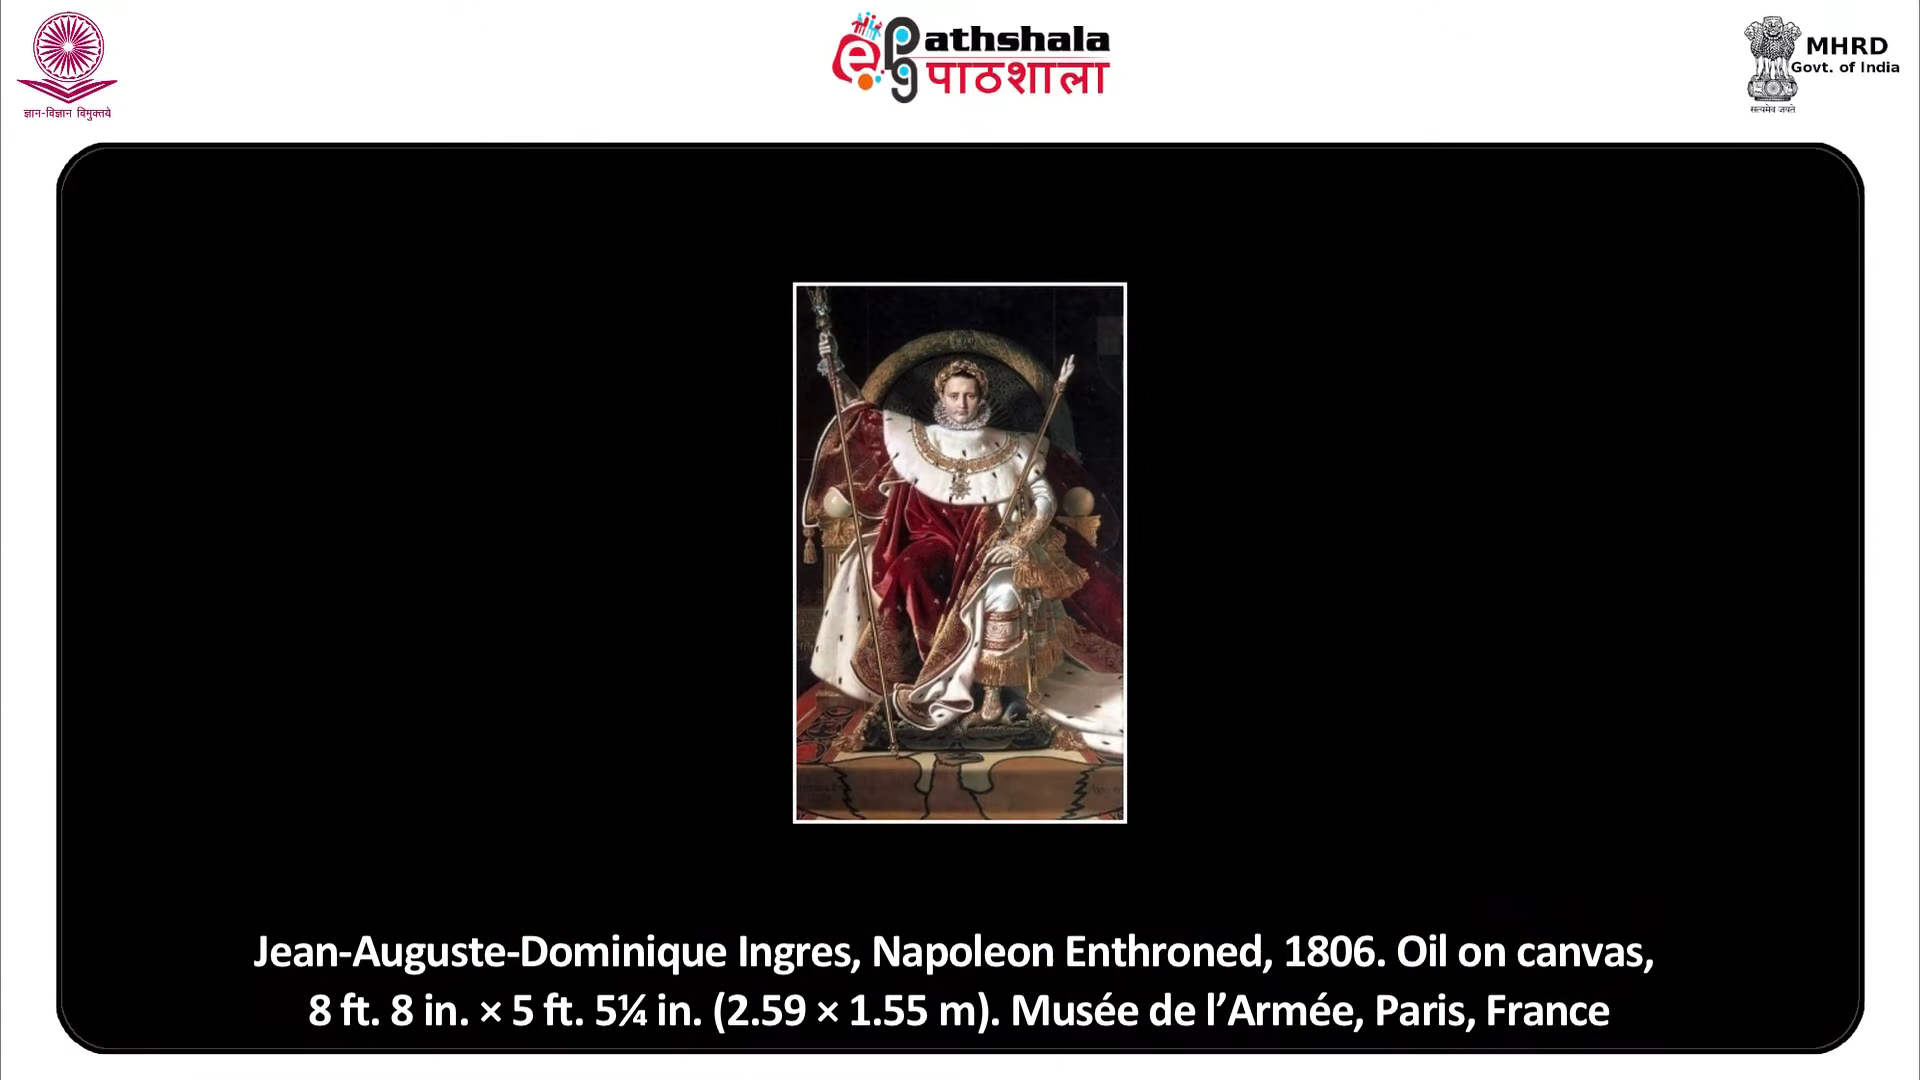 ज्ञान-विज्ञान विमुक्तये
e Pg athshala
पाठशाला
MHRD
Govt. of India
सत्यमेव जयते
Jean-Auguste-Dominique Ingres, Napoleon Enthroned, 1806. Oil on canvas,
8 ft. 8 in. × 5 ft. 5¼ in. (2.59 × 1.55 m). Musée de l’Armée, Paris, France